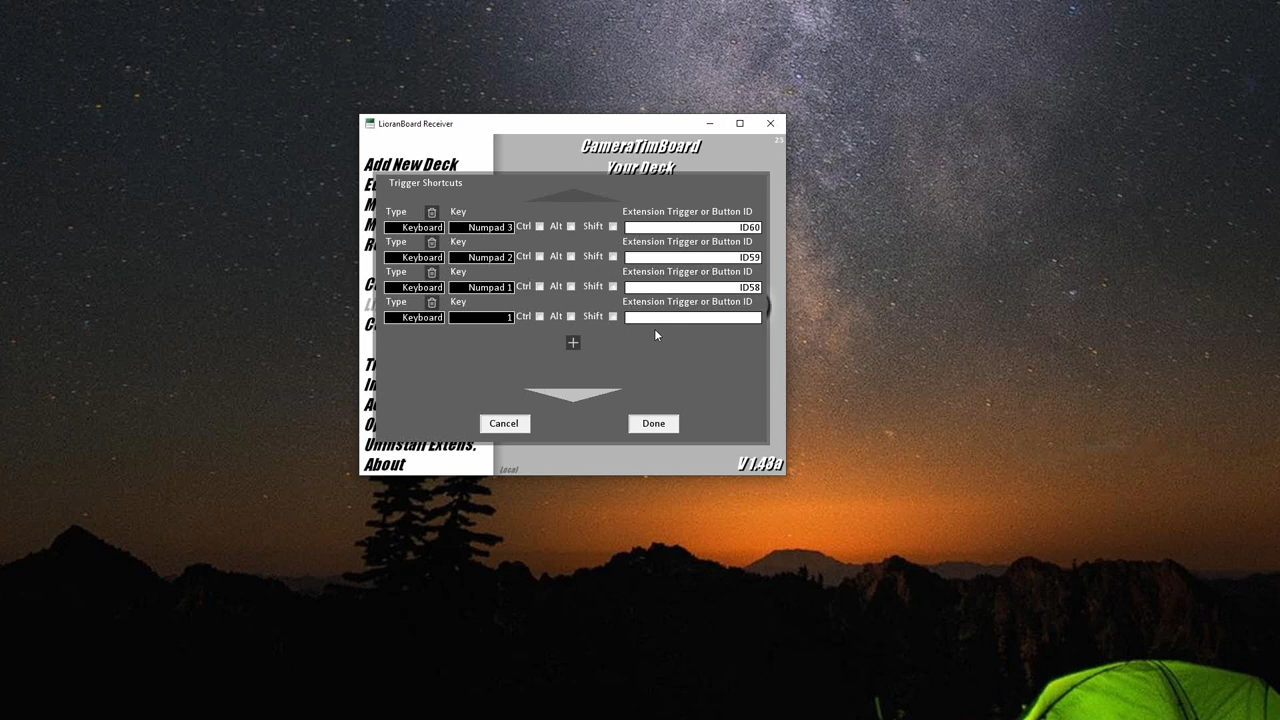 LioranBoard Receiver
25
CameraTimBoard
Your Deck
Add New Deck
Trigger Shortcuts
Type Key Extension Trigger or Button ID
Keyboard Numpad 3 Ctrl Alt Shift ID60
Type Key Extension Trigger or Button ID
Keyboard Numpad 2 Ctrl Alt Shift ID59
Type Key Extension Trigger or Button ID
Keyboard Numpad 1 Ctrl Alt Shift ID58
Type Key Extension Trigger or Button ID
Keyboard 1 Ctrl Alt Shift
Cancel Done
Uninstall Extens.
About
Local
V 1.43a